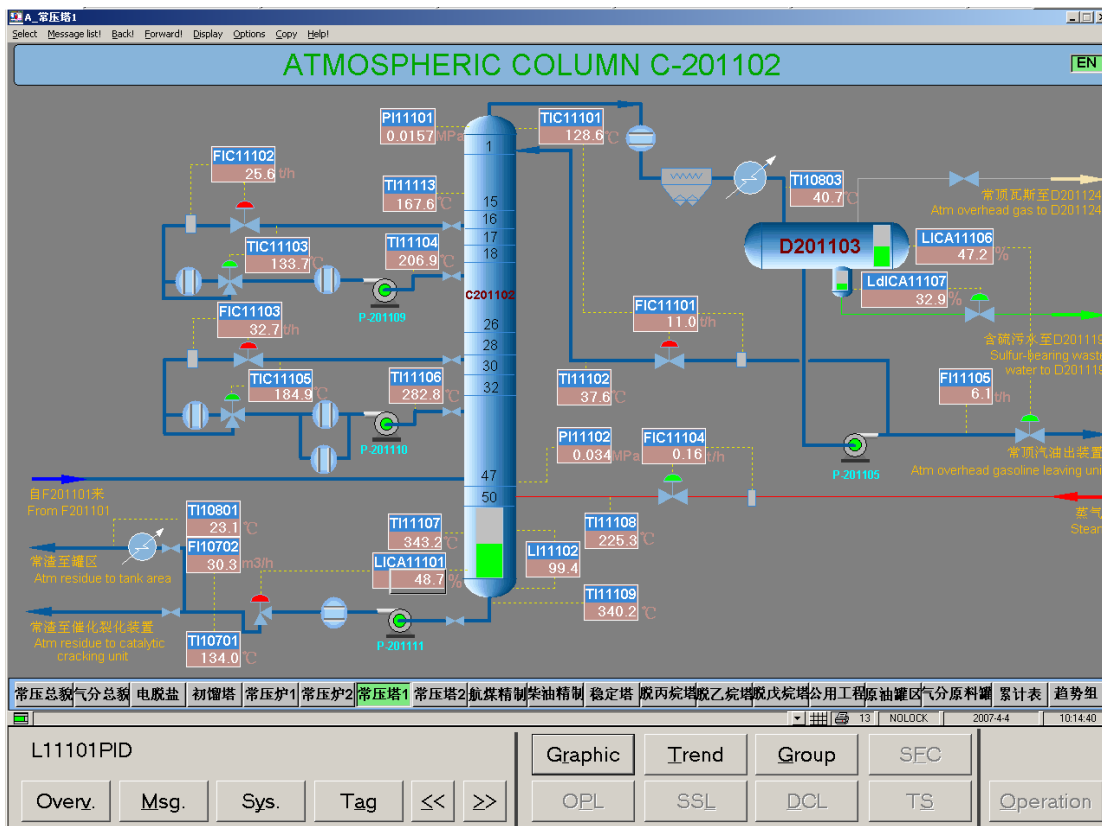 A_常压塔1
Select Message list! Back! Forward! Display Options Copy Help!
ATMOSPHERIC COLUMN C-201102
EN
PI11101
0.0157 MPa
TIC11101
128.6 ℃
1
FIC11102
25.6 t/h
TI11113
167.6 ℃
TI10803
40.7 ℃
常顶瓦斯至D201124
Atm overhead gas to D201124
15
16
17
18
TIC11103
133.7 ℃
TI11104
206.9 ℃
D201103
LICA11106
47.2 %
LdICA11107
32.9 %
P-201109
C201102
FIC11103
32.7 t/h
FIC11101
11.0 t/h
26
28
30
32
含硫污水至D201119
Sulfur-bearing waste
water to D201119
TIC11105
184.9 ℃
TI11106
282.8 ℃
TI11102
37.6 ℃
FI11105
6.1 t/h
P-201110
PI11102
0.034 MPa
FIC11104
0.16 t/h
P-201105
常顶汽油出装置
Atm overhead gasoline leaving uni
47
50
自F201101来
From F201101
蒸气
Stean
TI10801
23.1 ℃
TI11107
343.2 ℃
TI11108
225.3 ℃
FI10702
30.3 m3/h
LI11102
99.4
常渣至罐区
Atm residue to tank area
LICA11101
48.7 %
TI11109
340.2 ℃
常渣至催化裂化装置
Atm residue to catalytic
cracking unit
TI10701
134.0 ℃
P-201111
常压总貌 气分总貌 电脱盐 初馏塔 常压炉1 常压炉2 常压塔1 常压塔2 航煤精制 柴油精制 稳定塔 脱丙烷塔 脱乙烷塔 脱戊烷塔 公用工程 原油罐区 气分原料罐 累计表 趋势组
13 NOLOCK 2007-4-4 10:14:40
L11101PID
Graphic Trend Group SFC
Overv. Msg. Sys. Tag << >> OPL SSL DCL TS Operation